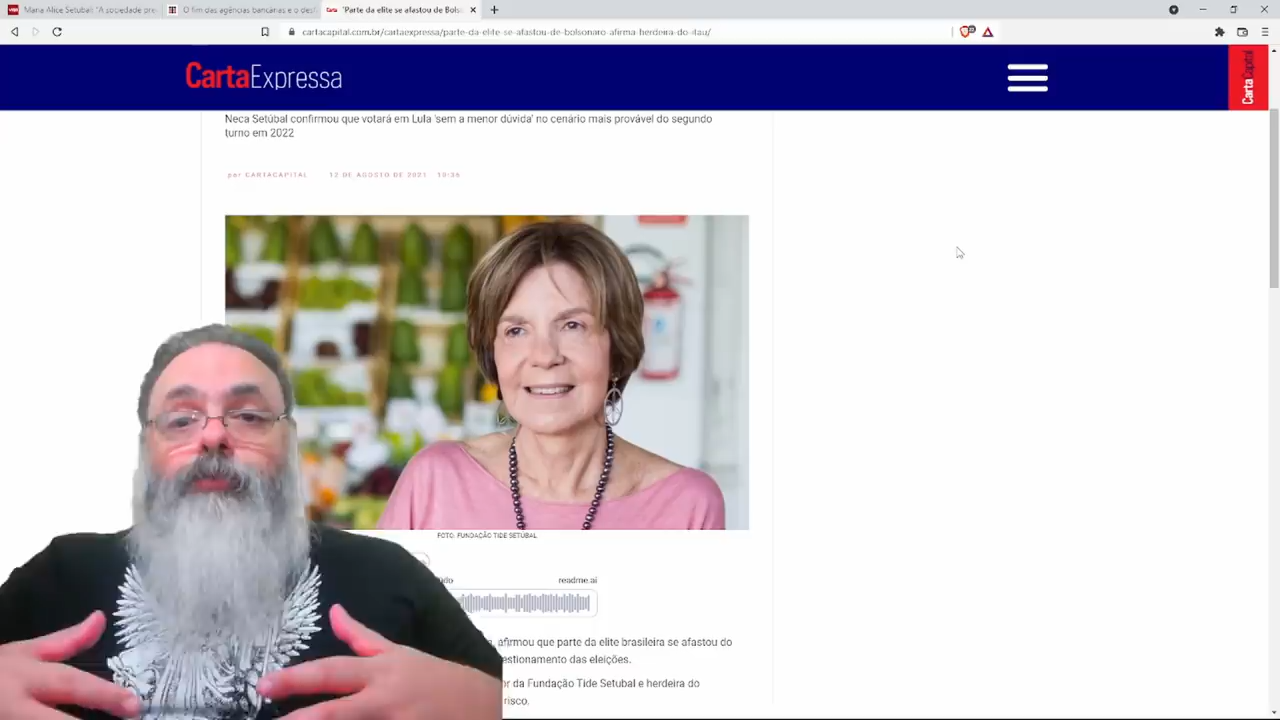 Maria Alice Setubal: "A sociedade pre
O fim das agências bancárias e o des
Carta
'Parte da elite se afastou de Bols
cartacapital.com.br/cartaexpressa/parte-da-elite-se-afastou-de-bolsonaro-afirma-herdeira-do-itau/
CartaExpressa
CartaCapital
Neca Setúbal confirmou que votará em Lula 'sem a menor dúvida' no cenário mais provável do segundo
turno em 2022
por CARTACAPITAL 12 DE AGOSTO DE 2021 - 10:36
FOTO: FUNDAÇÃO TIDE SETUBAL
údo
readme.ai
, afirmou que parte da elite brasileira se afastou do
estionamento das eleições.
or da Fundação Tide Setubal e herdeira do
risco.